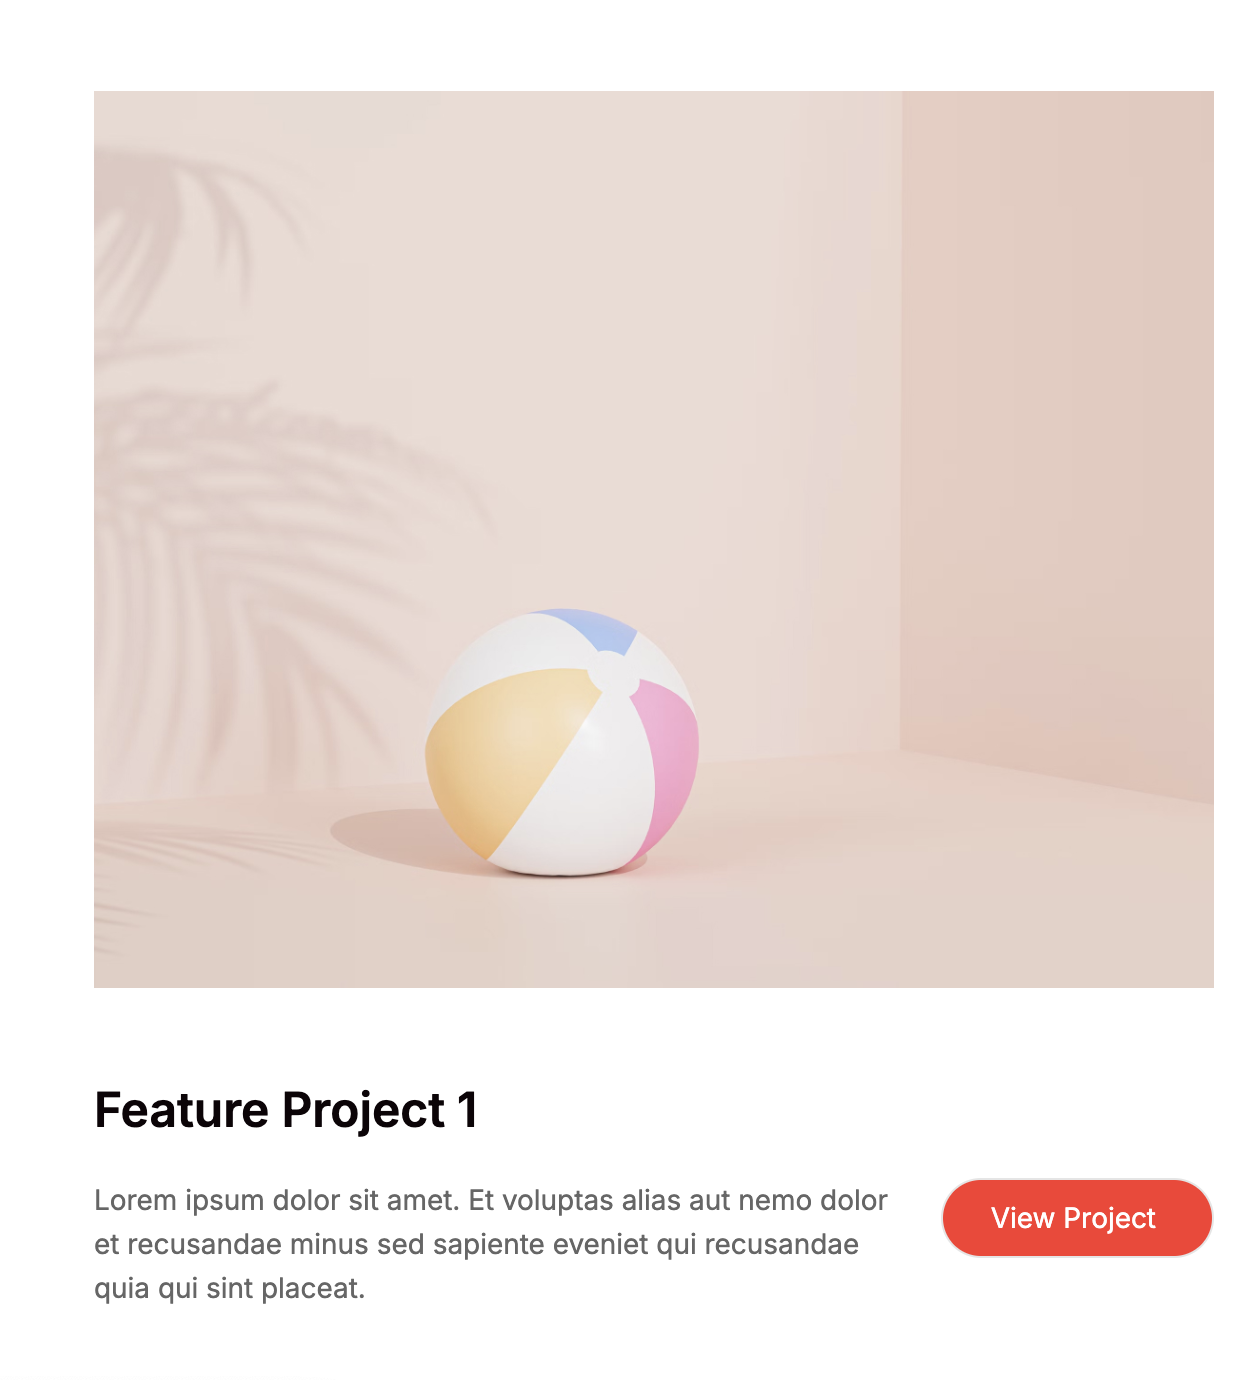 Feature Project 1
Lorem ipsum dolor sit amet. Et voluptas alias aut nemo dolor
et recusandae minus sed sapiente eveniet qui recusandae
quia qui sint placeat.
View Project